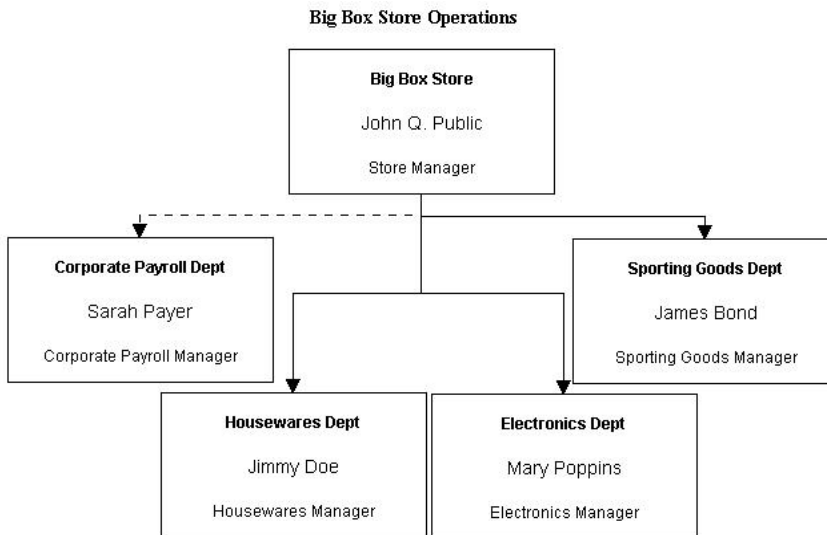 Big Box Store Operations
Big Box Store
John Q. Public
Store Manager
Corporate Payroll Dept
Sarah Payer
Corporate Payroll Manager
Sporting Goods Dept
James Bond
Sporting Goods Manager
Housewares Dept
Jimmy Doe
Housewares Manager
Electronics Dept
Mary Poppins
Electronics Manager